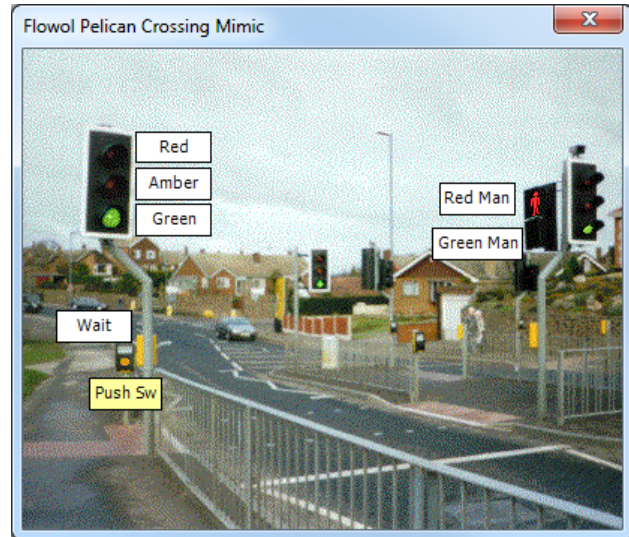 Flowol Pelican Crossing Mimic
Red
Amber
Green
Red Man
Green Man
Wait
Push Sw